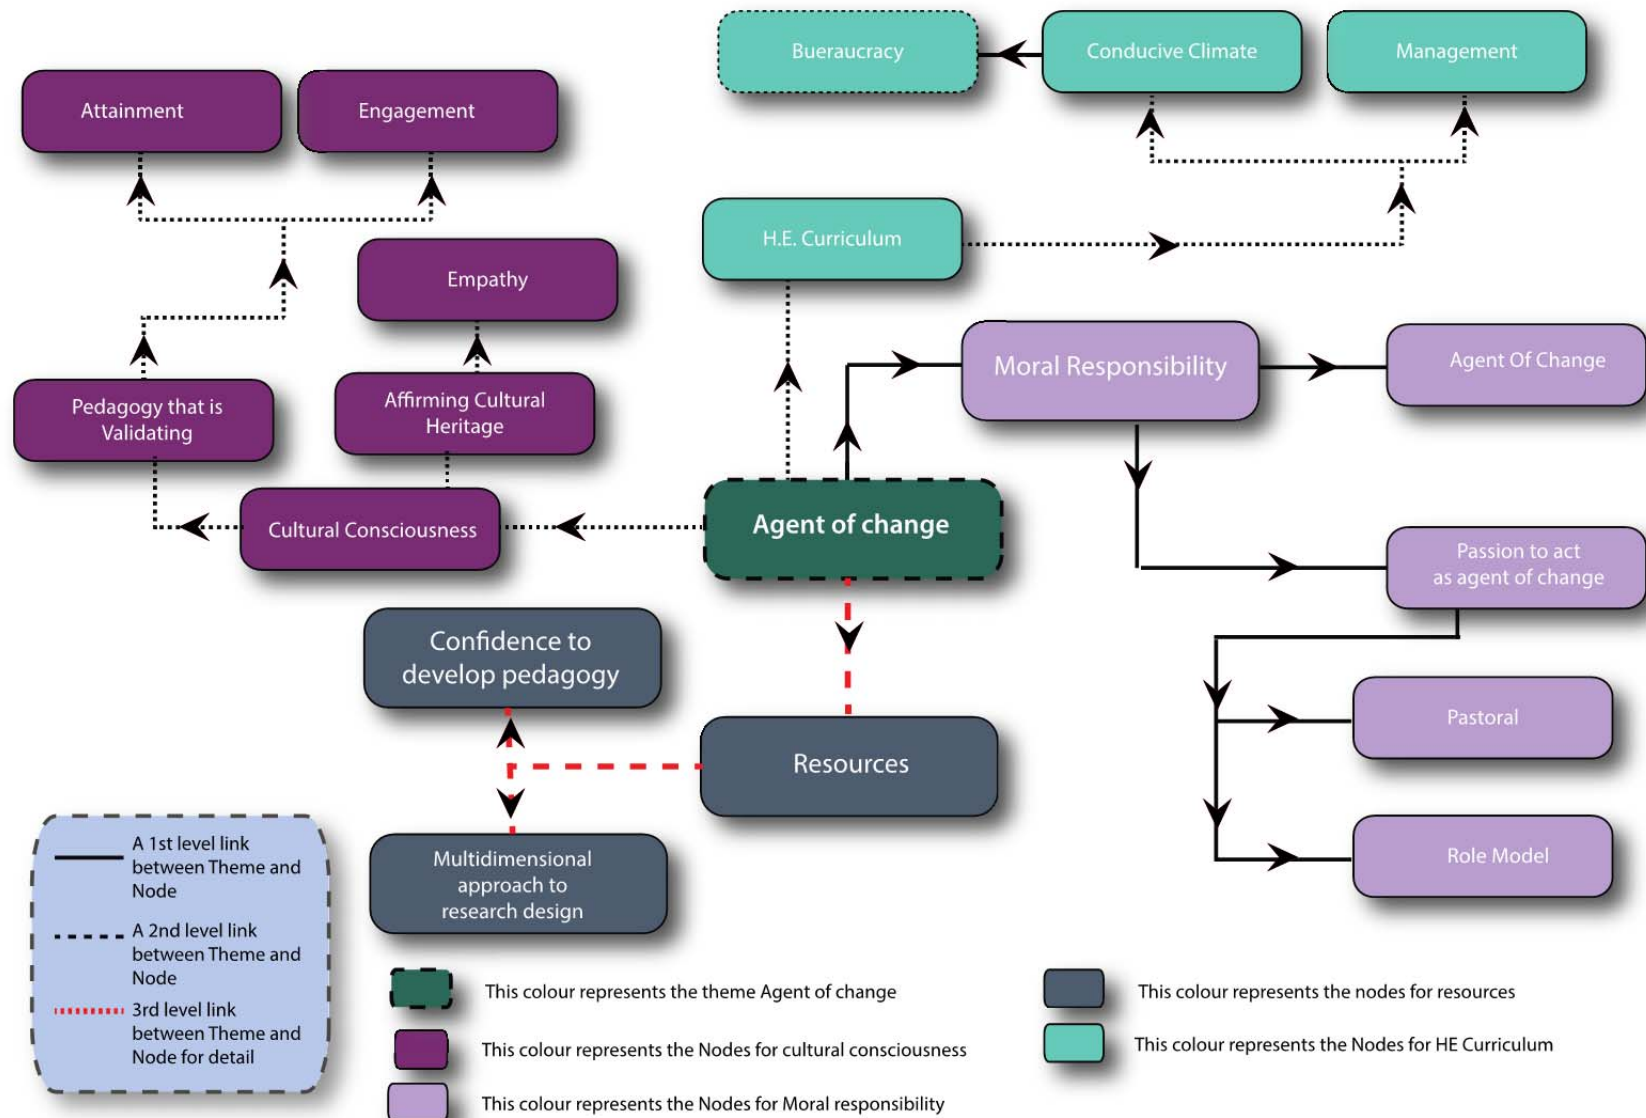 Bueraucracy
Conducive Climate
Management
Attainment
Engagement
H.E. Curriculum
Empathy
Moral Responsibility
Agent Of Change
Pedagogy that is
Validating
Affirming Cultural
Heritage
Cultural Consciousness
Agent of change
Passion to act
as agent of change
Confidence to
develop pedagogy
Pastoral
Resources
Role Model
Multidimensional
approach to
research design
A 1st level link
between Theme and
Node
A 2nd level link
between Theme and
Node
3rd level link
between Theme and
Node for detail
This colour represents the theme Agent of change
This colour represents the Nodes for cultural consciousness
This colour represents the Nodes for Moral responsibility
This colour represents the nodes for resources
This colour represents the Nodes for HE Curriculum